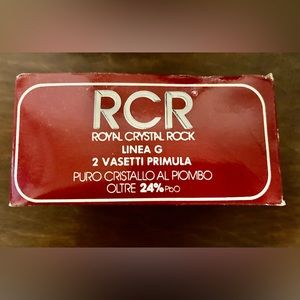 RCR
ROYAL CRYSTAL ROCK
LINEA G
2 VASETTI PRIMULA
PURO CRISTALLO AL PIOMBO
OLTRE 24% PbO